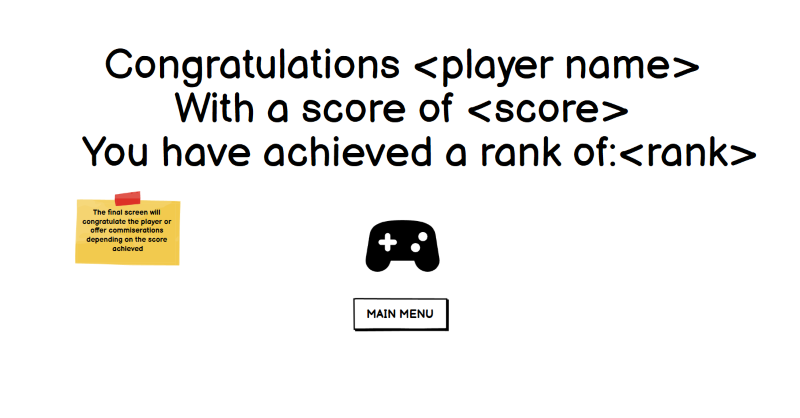 Congratulations <player name>
With a score of <score>
You have achieved a rank of:<rank>
The final screen will
congratulate the player or
offer commiserations
depending on the score
achieved
MAIN MENU